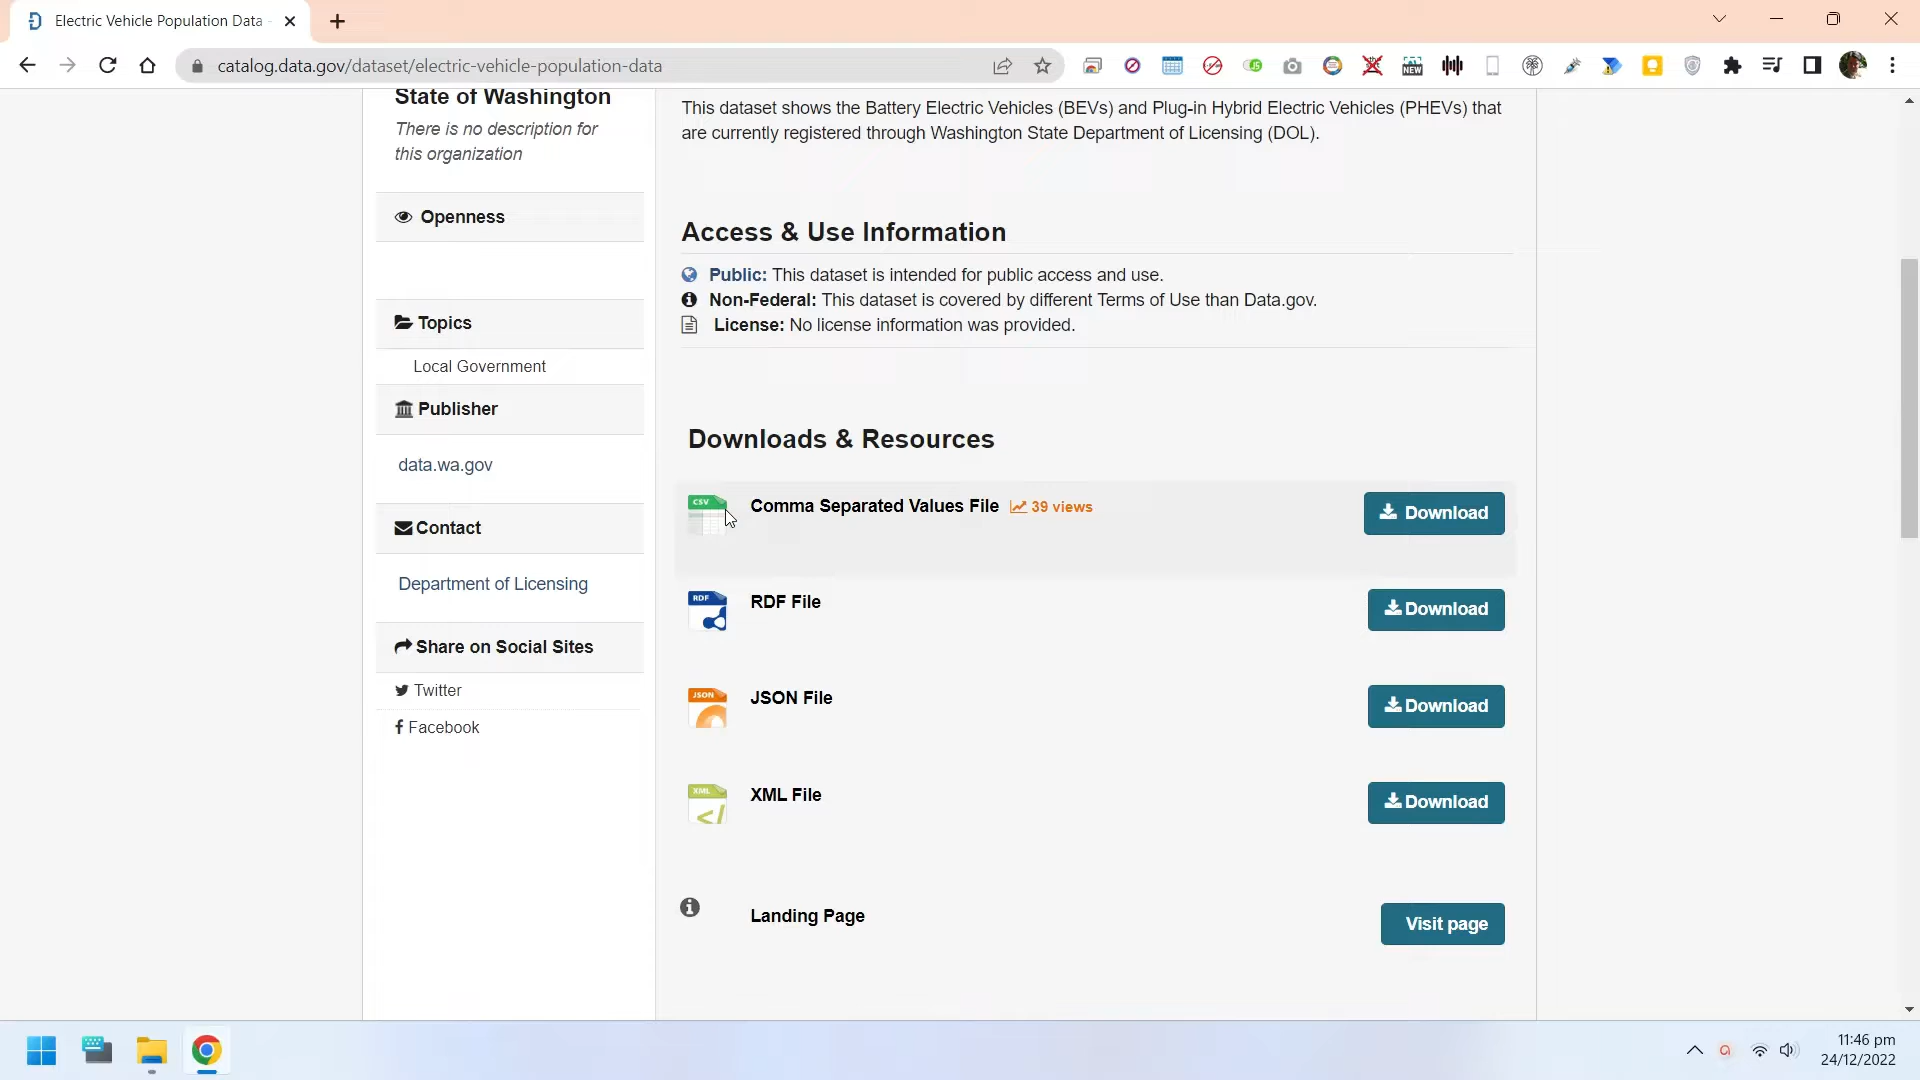 Electric Vehicle Population Data -
catalog.data.gov/dataset/electric-vehicle-population-data
JS
NEW
State of Washington
There is no description for
this organization
Openness
Topics
Local Government
Publisher
data.wa.gov
Contact
Department of Licensing
Share on Social Sites
Twitter
Facebook
This dataset shows the Battery Electric Vehicles (BEVs) and Plug-in Hybrid Electric Vehicles (PHEVs) that
are currently registered through Washington State Department of Licensing (DOL).
Access & Use Information
Public: This dataset is intended for public access and use.
Non-Federal: This dataset is covered by different Terms of Use than Data.gov.
License: No license information was provided.
Downloads & Resources
CSV
Comma Separated Values File 39 views
Download
RDF
RDF File
Download
JSON
JSON File
Download
XML
XML File
Download
Landing Page
Visit page
11:46 pm
24/12/2022